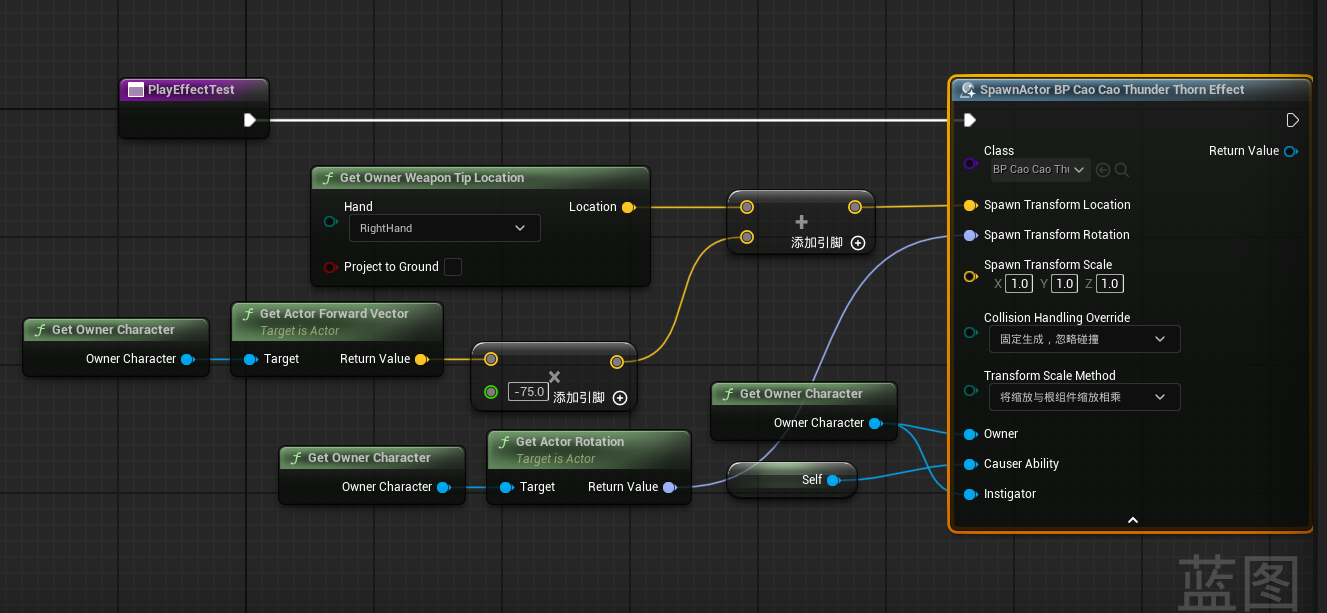 PlayEffectTest
SpawnActor BP Cao Cao Thunder Thorn Effect
Class
BP Cao Cao Thu
Return Value
Spawn Transform Location
Spawn Transform Rotation
Spawn Transform Scale
X 1.0 Y 1.0 Z 1.0
Collision Handling Override
固定生成，忽略碰撞
Transform Scale Method
将缩放与根组件缩放相乘
Owner
Causer Ability
Instigator
Get Owner Weapon Tip Location
Hand
Location
RightHand
Project to Ground
添加引脚
Get Owner Character
Owner Character
Get Actor Forward Vector
Target is Actor
Target
Return Value
-75.0
添加引脚
Get Owner Character
Owner Character
Get Owner Character
Owner Character
Get Actor Rotation
Target is Actor
Target
Return Value
Self
蓝图